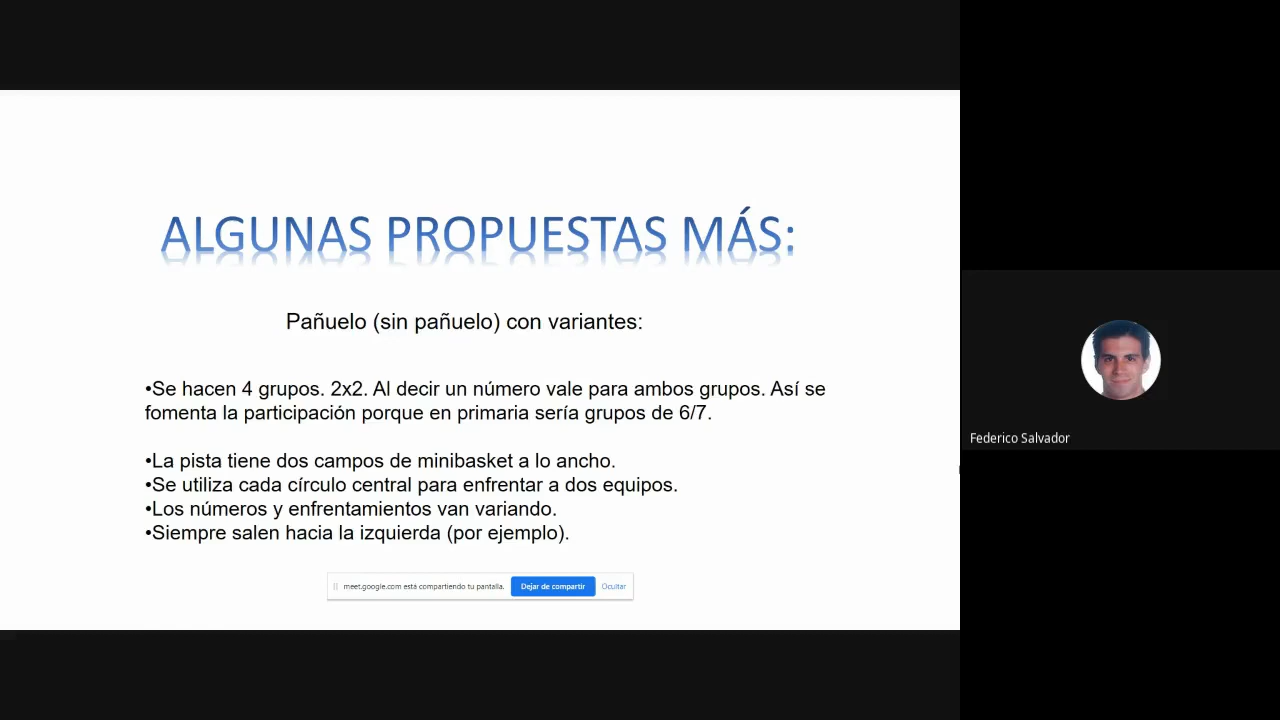 ALGUNAS PROPUESTAS MÁS:
Pañuelo (sin pañuelo) con variantes:
•Se hacen 4 grupos. 2x2. Al decir un número vale para ambos grupos. Así se
fomenta la participación porque en primaria sería grupos de 6/7.
•La pista tiene dos campos de minibasket a lo ancho.
•Se utiliza cada círculo central para enfrentar a dos equipos.
•Los números y enfrentamientos van variando.
•Siempre salen hacia la izquierda (por ejemplo).
meet.google.com está compartiendo tu pantalla. Dejar de compartir Ocultar
Federico Salvador